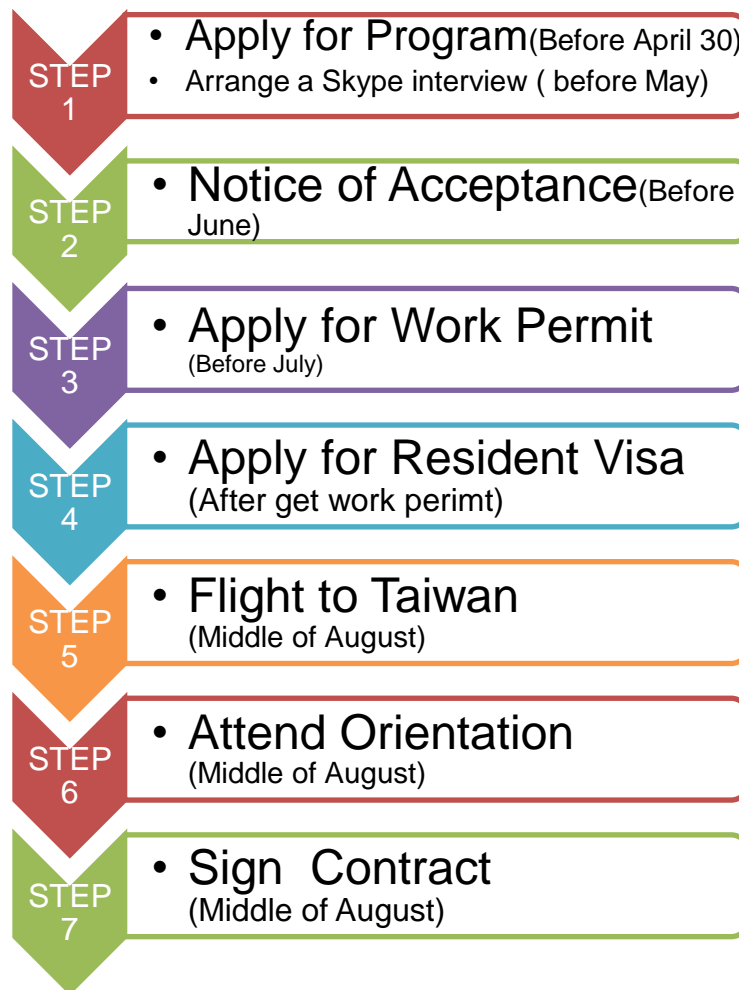 STEP
1
• Apply for Program(Before April 30)
• Arrange a Skype interview ( before May)
STEP
2
• Notice of Acceptance(Before
June)
STEP
3
• Apply for Work Permit
(Before July)
STEP
4
• Apply for Resident Visa
(After get work perimt)
STEP
5
• Flight to Taiwan
(Middle of August)
STEP
6
• Attend Orientation
(Middle of August)
STEP
7
• Sign  Contract
(Middle of August)